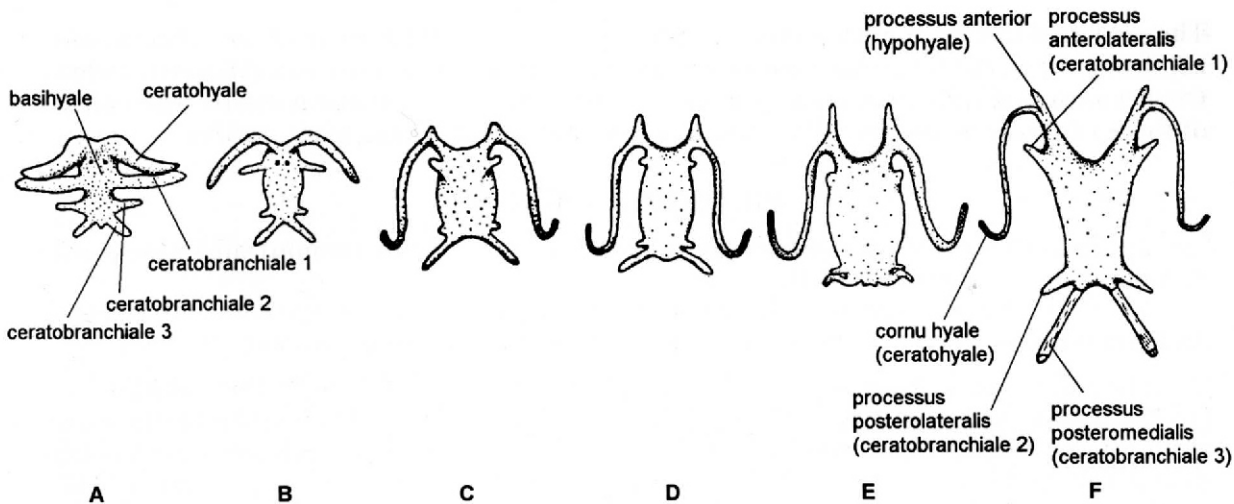 processus anterior
(hypohyale)
processus
anterolateralis
(ceratobranchiale 1)
basihyale
ceratohyale
ceratobranchiale 1
ceratobranchiale 2
ceratobranchiale 3
cornu hyale
(ceratohyale)
processus
posterolateralis
(ceratobranchiale 2)
processus
posteromedialis
(ceratobranchiale 3)
A
B
C
D
E
F